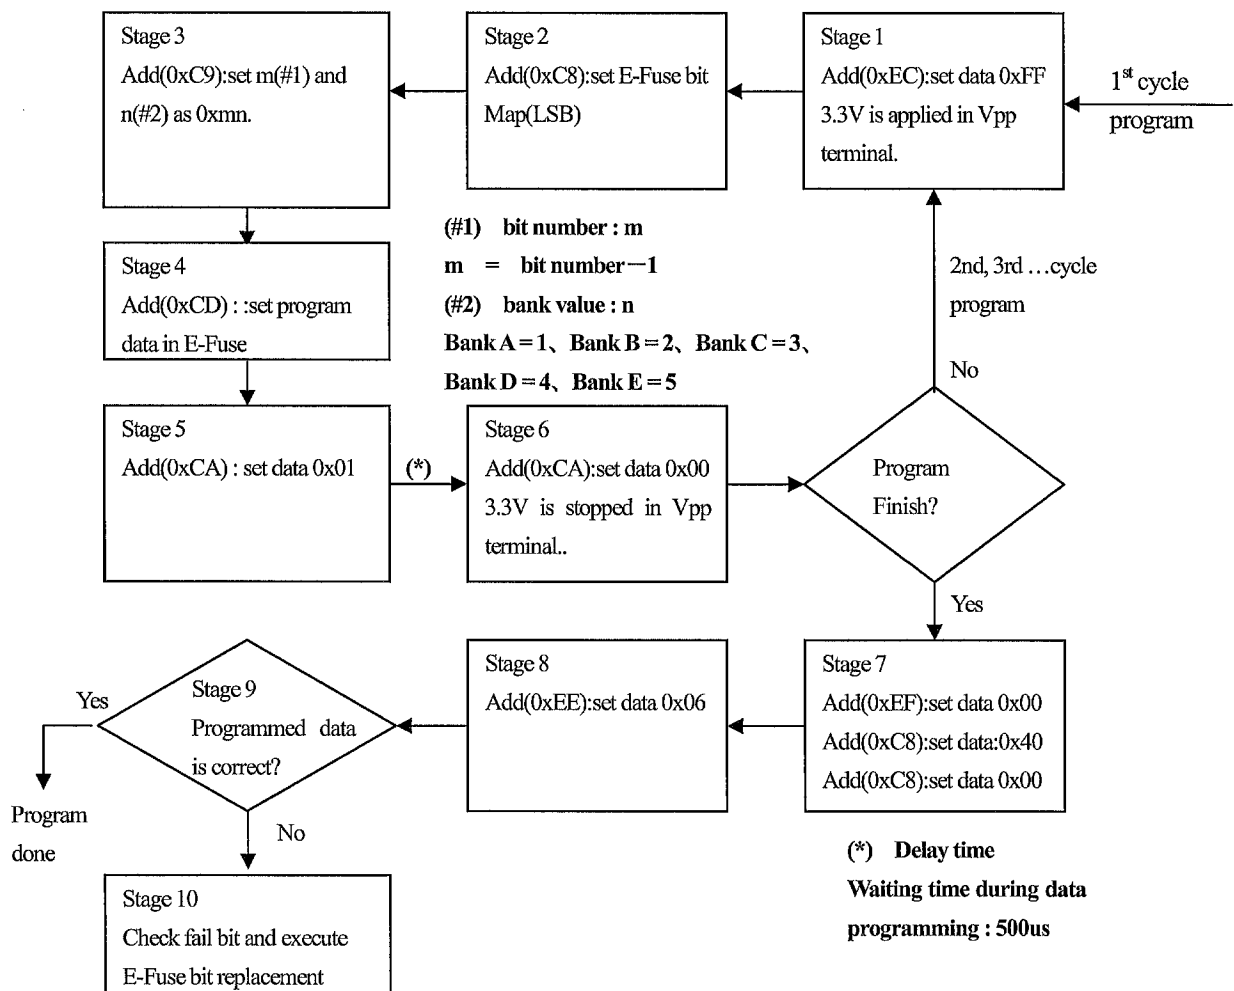 Stage 1
Add(0xEC):set data 0xFF
3.3V is applied in Vpp
terminal.
1st cycle
program
Stage 2
Add(0xC8):set E-Fuse bit
Map(LSB)
Stage 3
Add(0xC9):set m(#1) and
n(#2) as 0xmn.
(#1) bit number : m
m = bit number－1
(#2) bank value : n
Bank A = 1、Bank B = 2、Bank C = 3、
Bank D = 4、Bank E = 5
Stage 4
Add(0xCD) : :set program
data in E-Fuse
Stage 5
Add(0xCA) : set data 0x01
(*)
Stage 6
Add(0xCA):set data 0x00
3.3V is stopped in Vpp
terminal..
Program
Finish?
No
2nd, 3rd …cycle
program
Yes
Stage 7
Add(0xEF):set data 0x00
Add(0xC8):set data:0x40
Add(0xC8):set data 0x00
Stage 8
Add(0xEE):set data 0x06
Stage 9
Programmed data
is correct?
Yes
Program
done
No
Stage 10
Check fail bit and execute
E-Fuse bit replacement
(*) Delay time
Waiting time during data
programming : 500us